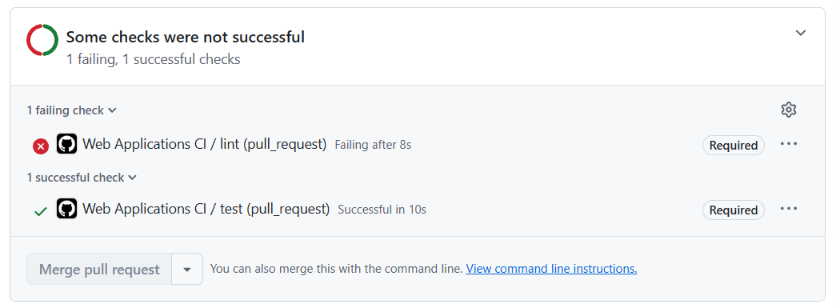 Some checks were not successful
1 failing, 1 successful checks
1 failing check
Web Applications CI / lint (pull_request) Failing after 8s Required
1 successful check
Web Applications CI / test (pull_request) Successful in 10s Required
Merge pull request You can also merge this with the command line. View command line instructions.